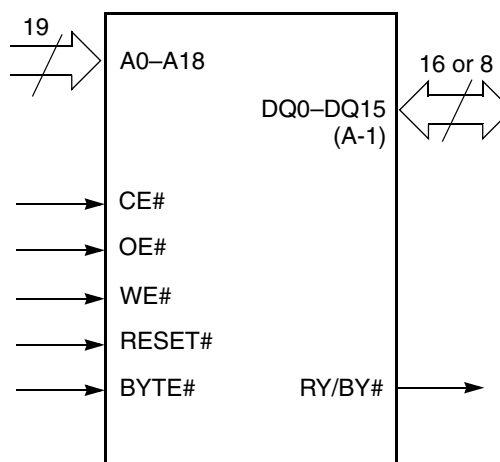 19
A0–A18
16 or 8
DQ0–DQ15
(A-1)
CE#
OE#
WE#
RESET#
BYTE#
RY/BY#